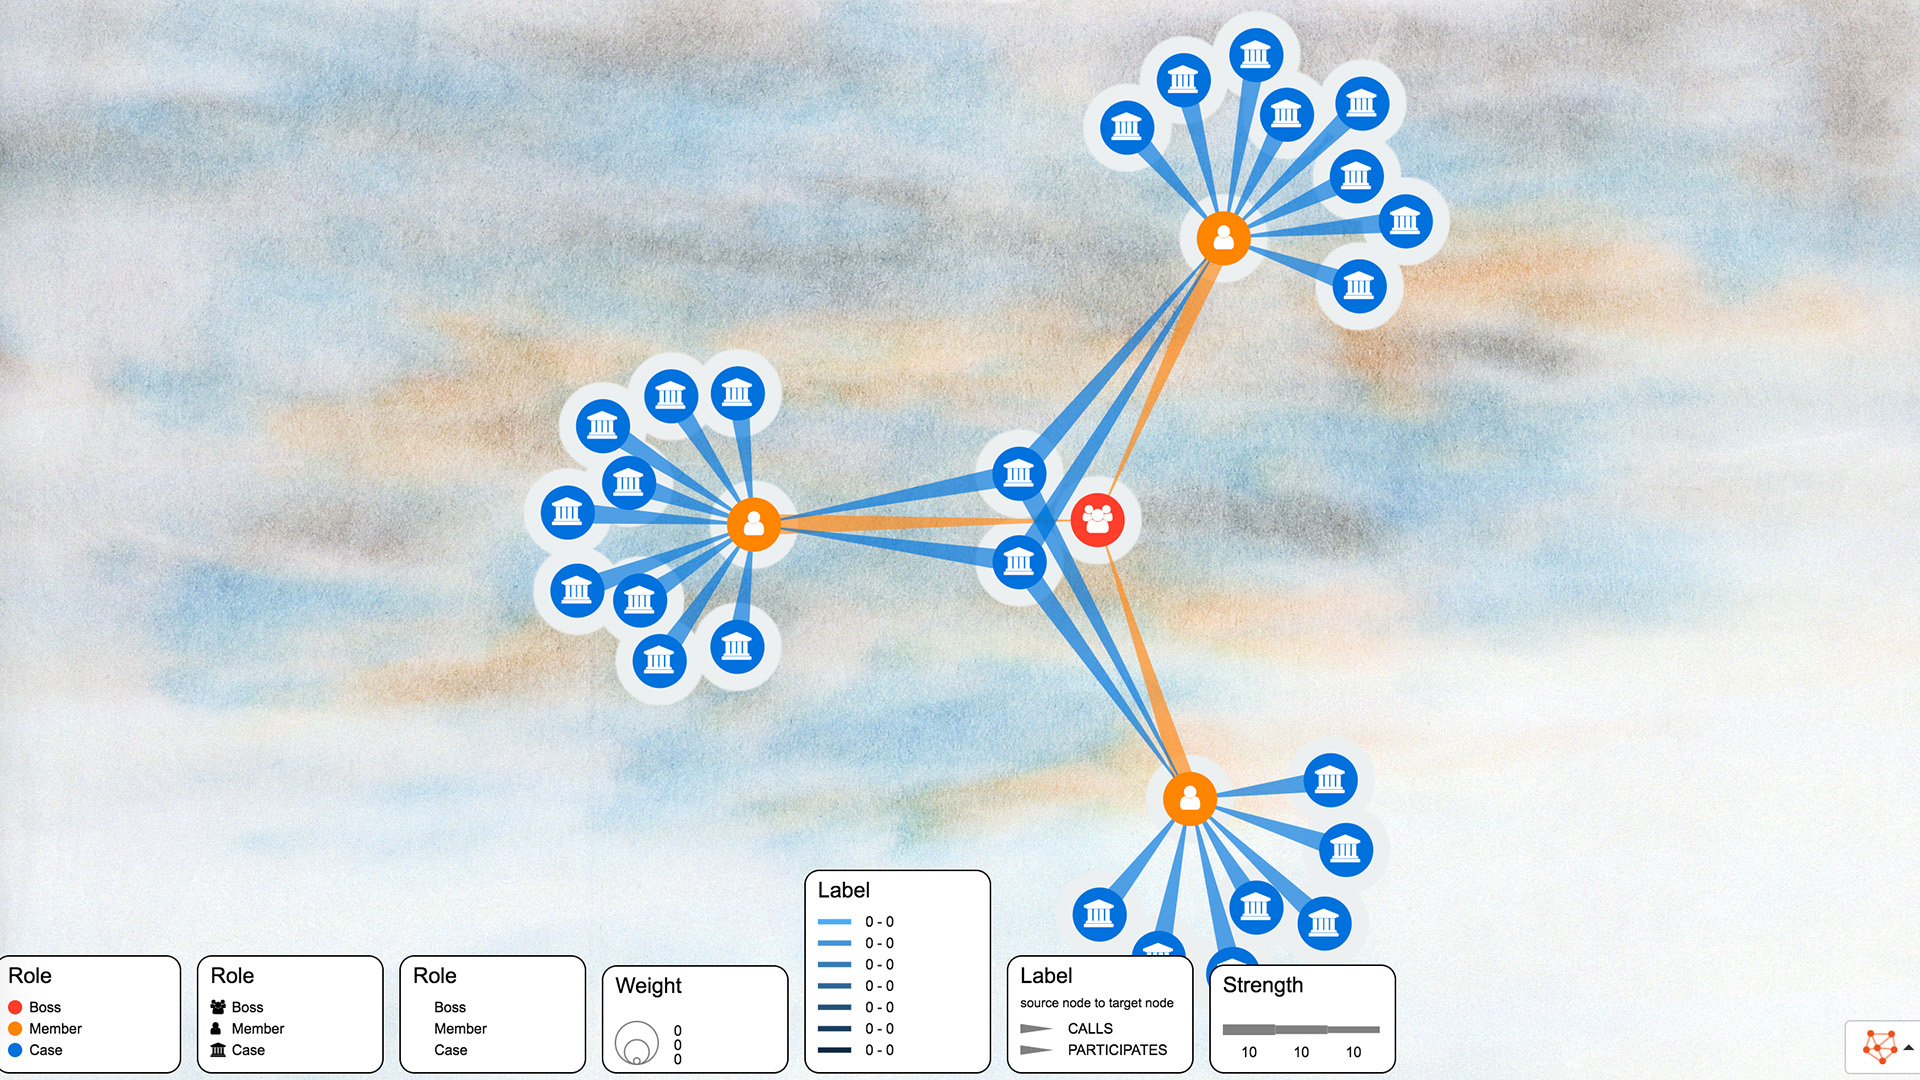 Role
Boss
Member
Case
Role
Boss
Member
Case
Role
Boss
Member
Case
Weight
0
0
0
Label
0 - 0
0 - 0
0 - 0
0 - 0
0 - 0
0 - 0
0 - 0
Label
source node to target node
CALLS
PARTICIPATES
Strength
10 10 10